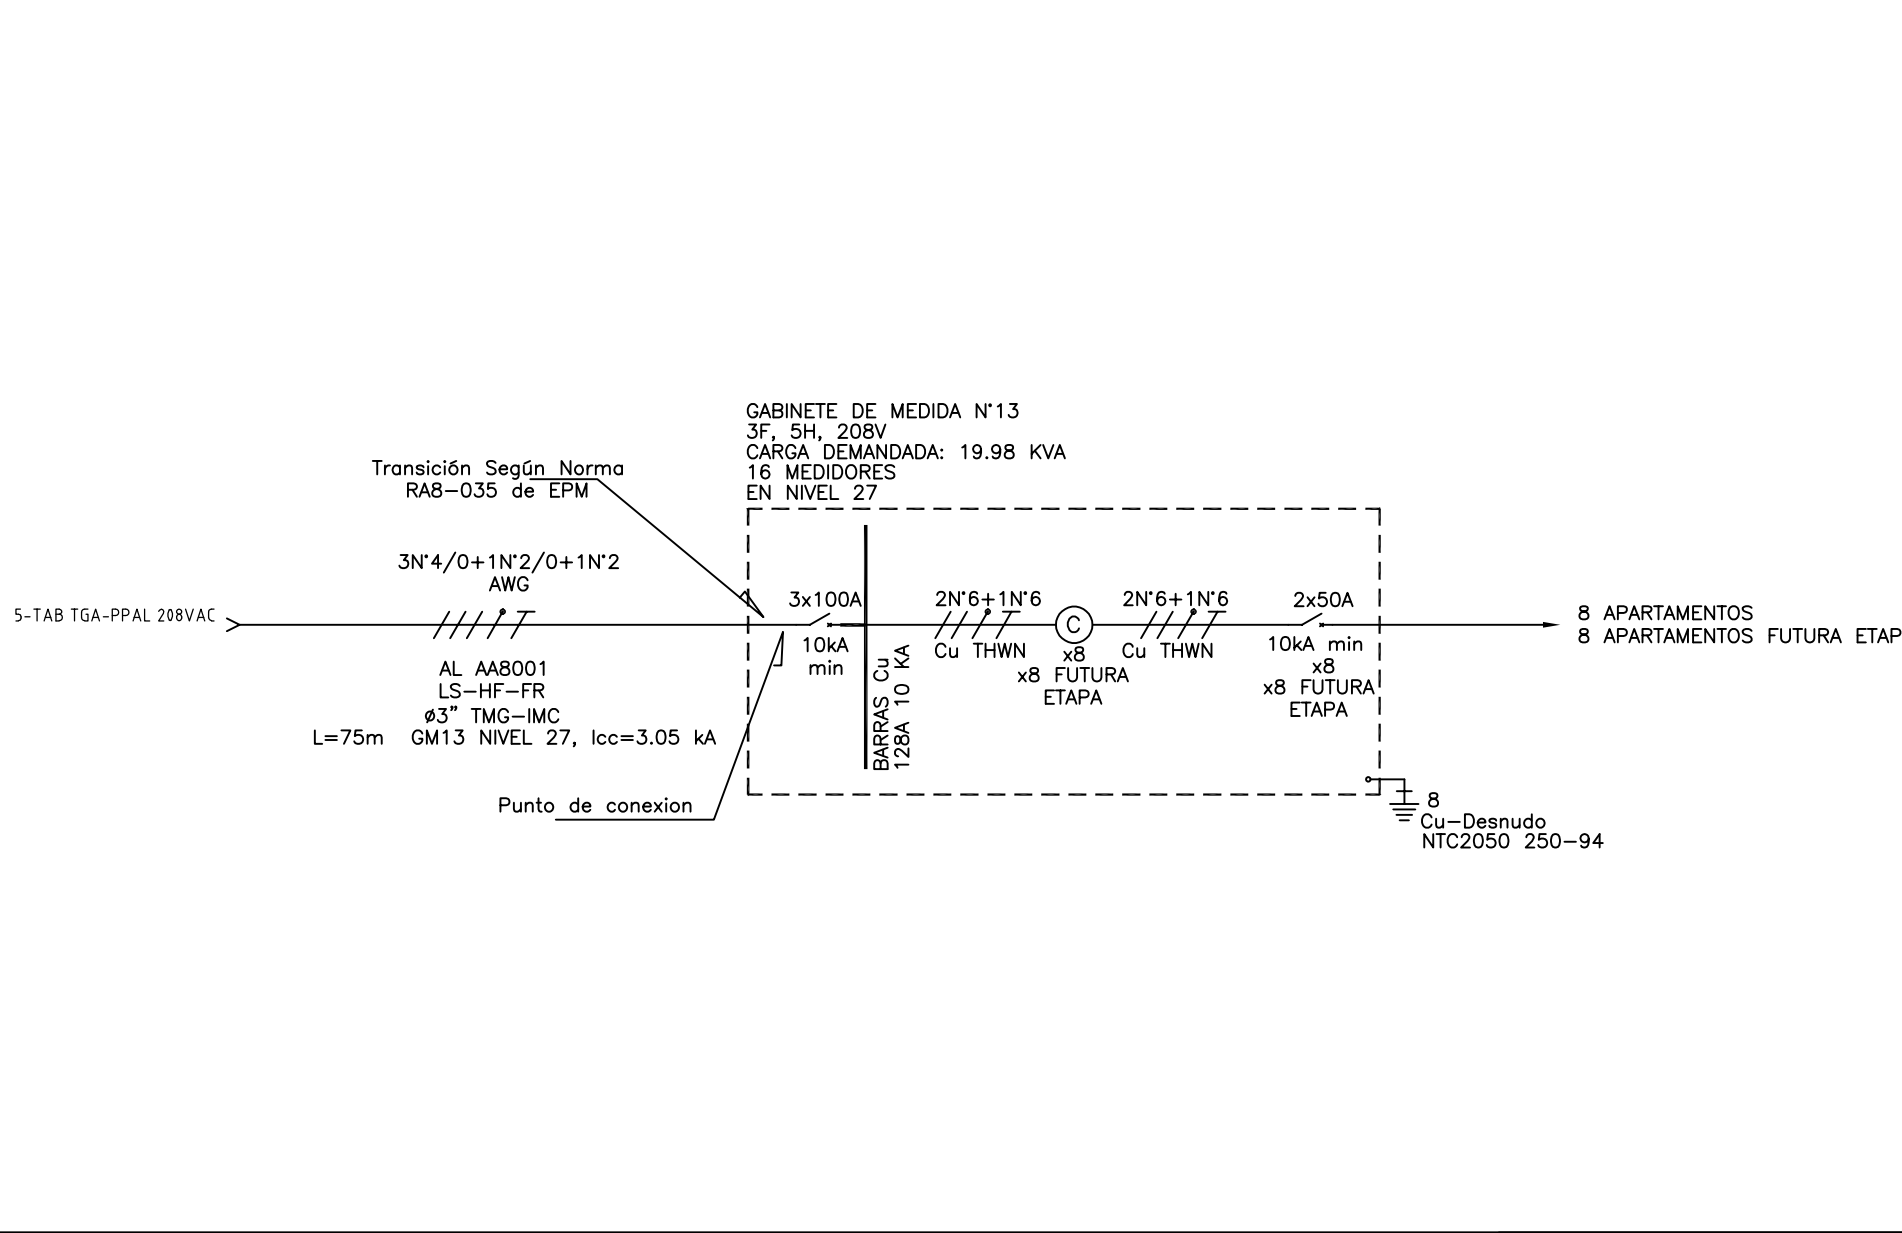 GABINETE DE MEDIDA N°13
3F, 5H, 208V
CARGA DEMANDADA: 19.98 KVA
16 MEDIDORES
EN NIVEL 27
Transición Según Norma
RA8-035 de EPM
3N°4/0+1N°2/0+1N°2
AWG
5-TAB TGA-PPAL 208VAC
AL AA8001
LS-HF-FR
ø3" TMG-IMC
L=75m GM13 NIVEL 27, Icc=3.05 kA
Punto de conexion
3x100A
10kA
min
BARRAS Cu
128A 10 KA
2N°6+1N°6
Cu THWN
C
x8
x8 FUTURA
ETAPA
2N°6+1N°6
Cu THWN
2x50A
10kA min
x8
x8 FUTURA
ETAPA
8 APARTAMENTOS
8 APARTAMENTOS FUTURA ETAP
8
Cu-Desnudo
NTC2050 250-94